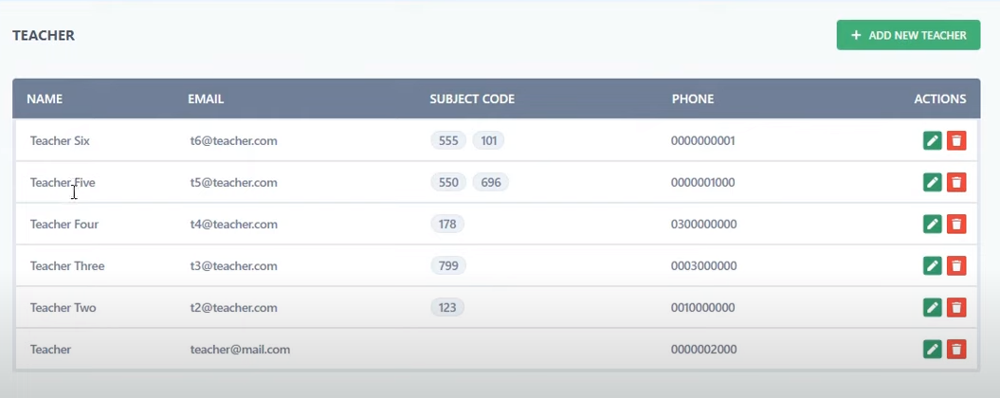 TEACHER
+ ADD NEW TEACHER
NAME EMAIL SUBJECT CODE PHONE ACTIONS
Teacher Six t6@teacher.com 555 101 0000000001
Teacher Five t5@teacher.com 550 696 0000001000
Teacher Four t4@teacher.com 178 0300000000
Teacher Three t3@teacher.com 799 0003000000
Teacher Two t2@teacher.com 123 0010000000
Teacher teacher@mail.com 0000002000